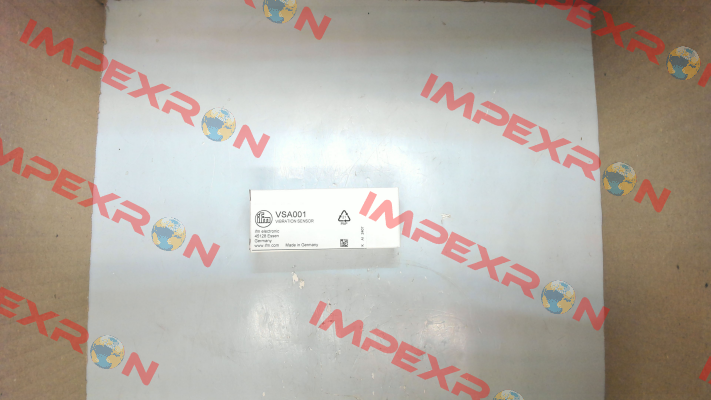 IMPEXRON
IMPEXRON
IMPEXRON
IMPEXRON
IMPEXRON
IMPEXRON
IMPEXRON
IMPEXRON
ifm
VSA001
VIBRATION SENSOR
ifm electronic
45128 Essen
Germany
www.ifm.com Made in Germany